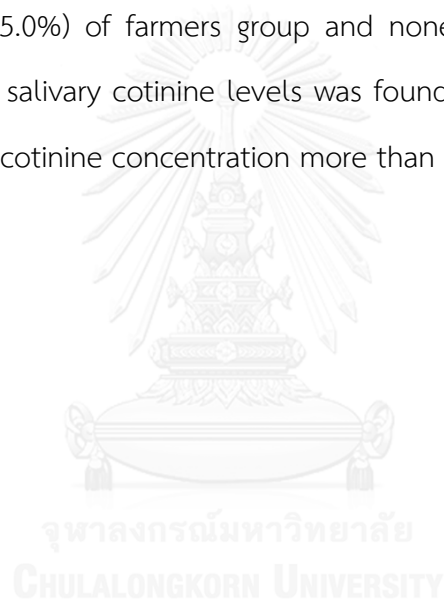 5.0%) of farmers group and none
salivary cotinine levels was found
cotinine concentration more than
จุฬาลงกรณ์มหาวิทยาลัย
CHULALONGKORN UNIVERSITY